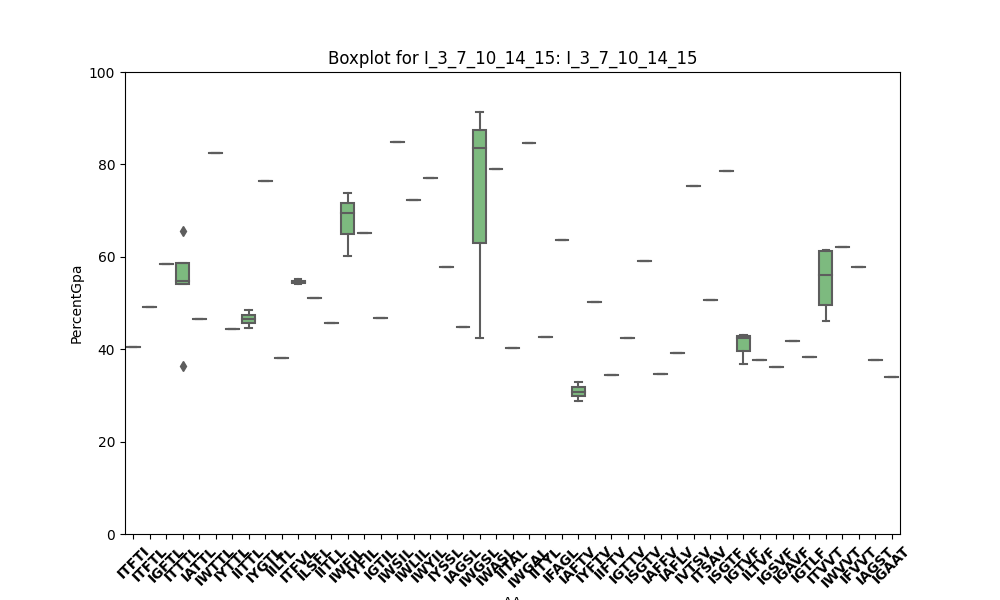 Boxplot for I_3_7_10_14_15: I_3_7_10_14_15
100
80
60
40
20
0
PercentGpa
ITFTI ITFTL IGFTL ITTTL IATTL IWTTL IYTTL IITTL IYGTL IILTL ITFVL ILSFL IITLL IWFIL IYFIL IGTIL IWSIL IWLIL IWYIL IYSSL IAGSL IWGSL IWASL IITAL IWGAL IITYL IFAGL IAFTV IYFTV IIFTV IGTTV ISGTV IAFFV IAFLV IVTSV ITSAV ISGTF IGTVF ILTVF IGSVF IGAVF IGTLF ITVVT IWVVT IFVVT IAGST IGAAT